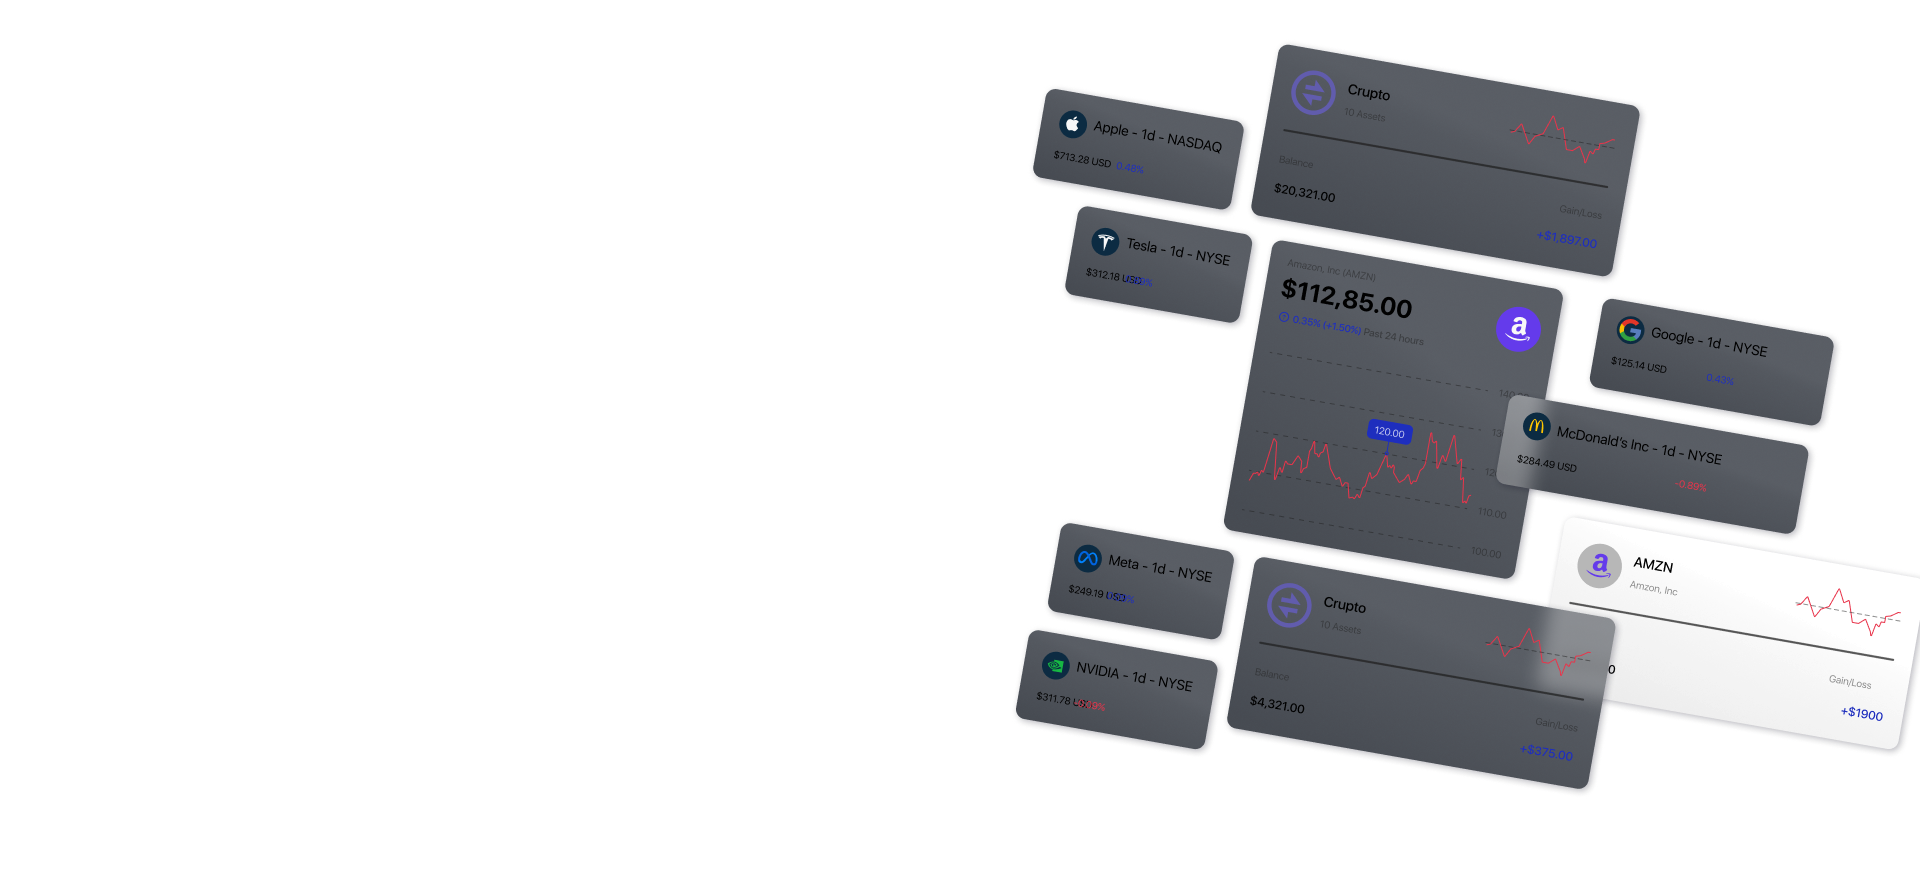 Crupto
10 Assets
Balance
$20,321.00
Gain/Loss
+$1,897.00
Apple - 1d - NASDAQ
$713.28 USD 0.48%
Tesla - 1d - NYSE
$312.18 USD
Amazon, Inc (AMZN)
$112,85.00
0.35% (+1.50%) Past 24 hours
a
120.00
110.00
100.00
Google - 1d - NYSE
$125.14 USD
0.43%
McDonald's Inc - 1d - NYSE
$284.49 USD
-0.89%
Meta - 1d - NYSE
$249.19 USD
NVIDIA - 1d - NYSE
$311.78
Crupto
10 Assets
Balance
$4,321.00
Gain/Loss
+$375.00
a
AMZN
Amzon, Inc
Gain/Loss
+$1900